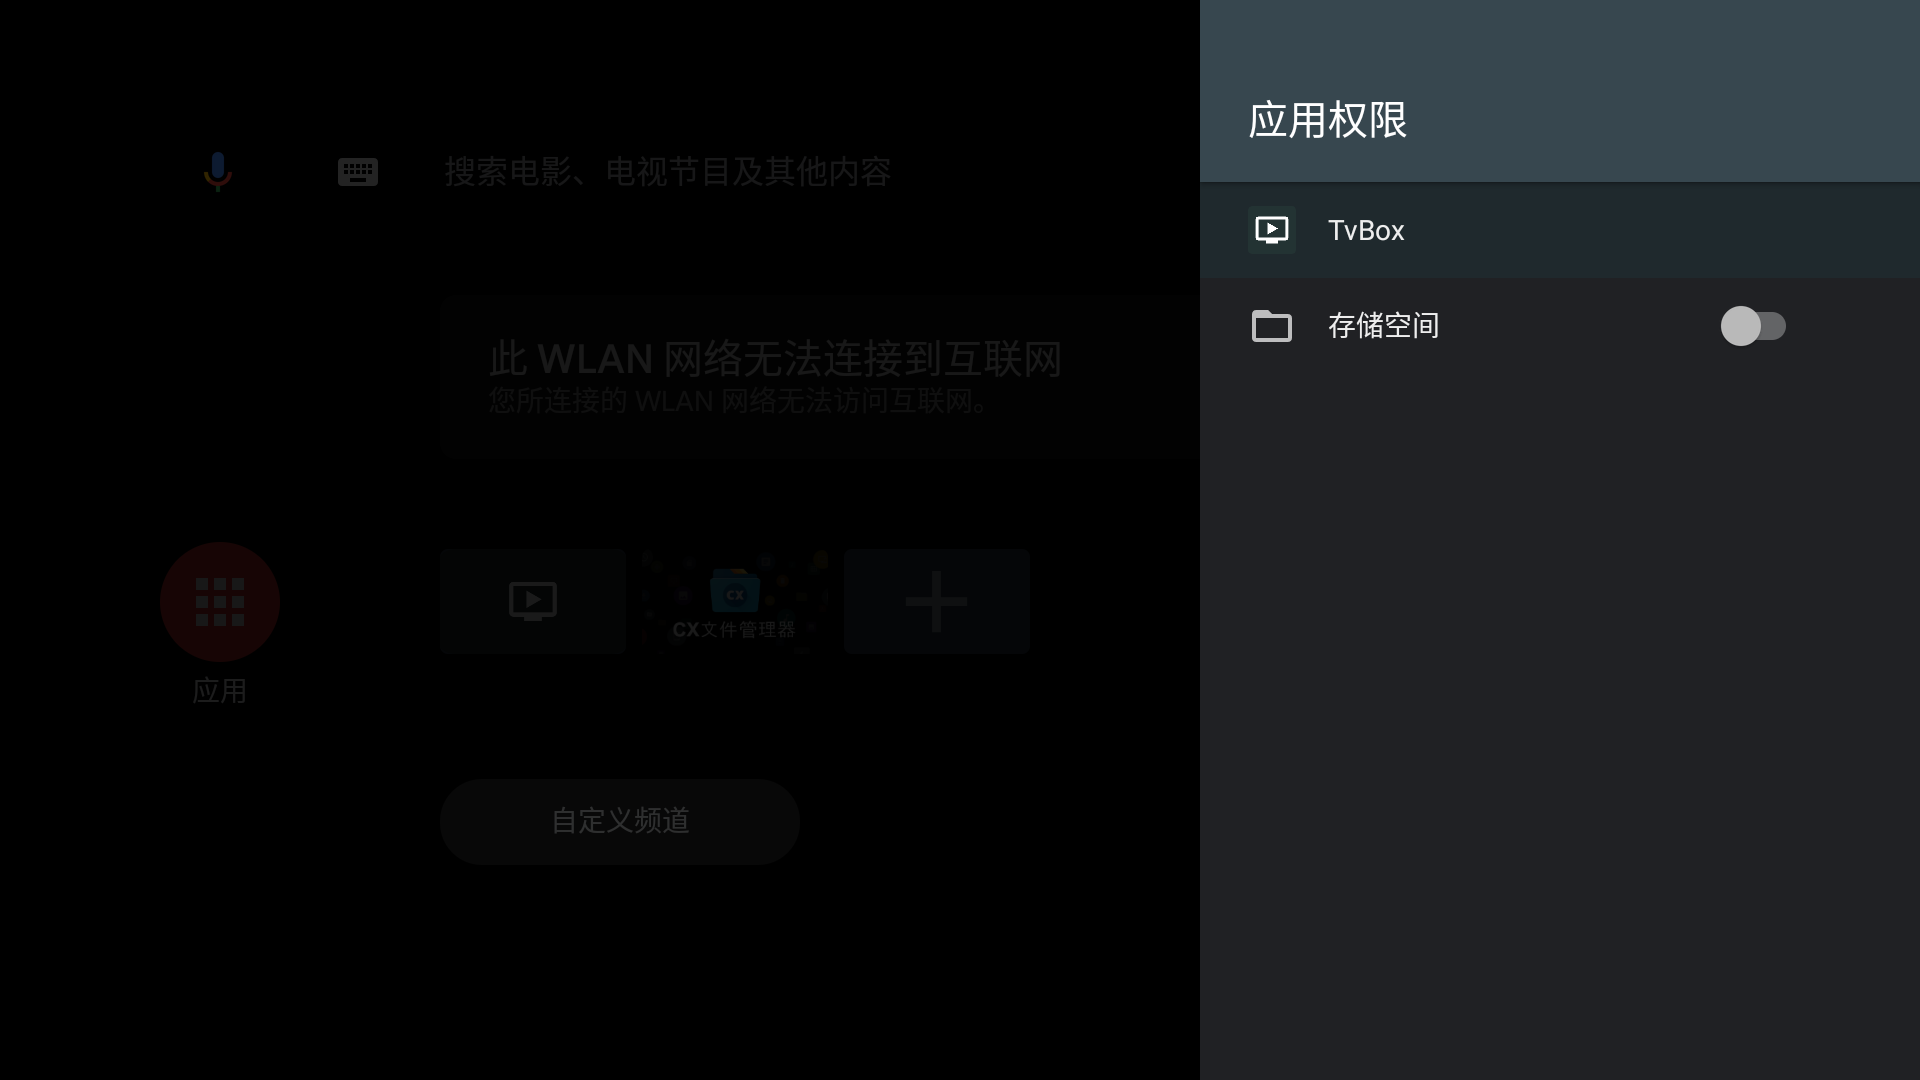 搜索电影、电视节目及其他内容
此 WLAN 网络无法连接到互联网
您所连接的 WLAN 网络无法访问互联网。
CX
CX文件管理器
应用
自定义频道
应用权限
TvBox
存储空间